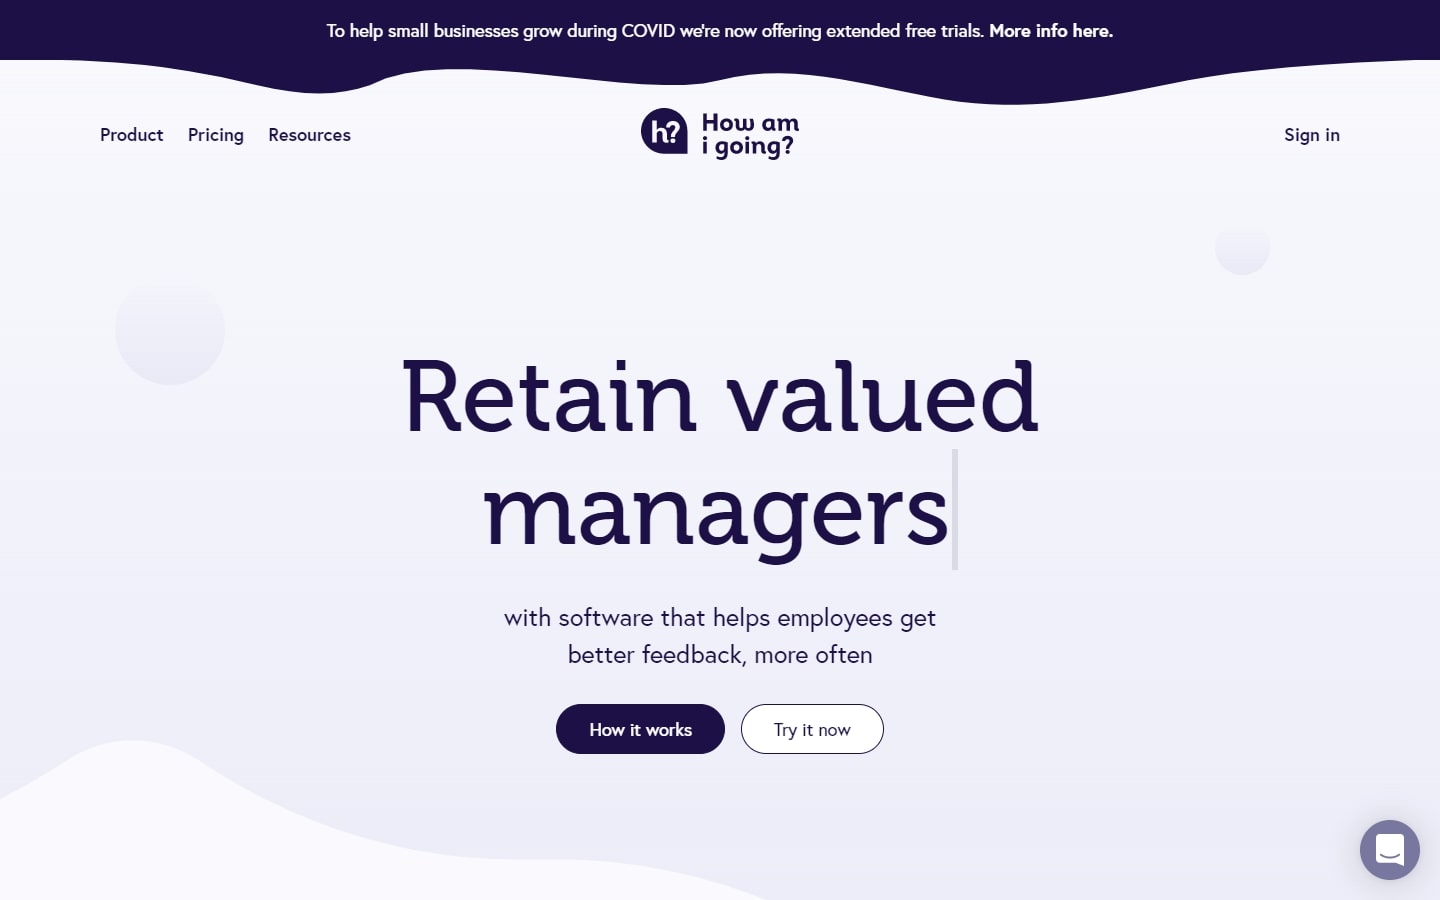 To help small businesses grow during COVID we're now offering extended free trials. More info here.
Product Pricing Resources
h? How am
i going?
Sign in
Retain valued
managers
with software that helps employees get
better feedback, more often
How it works Try it now